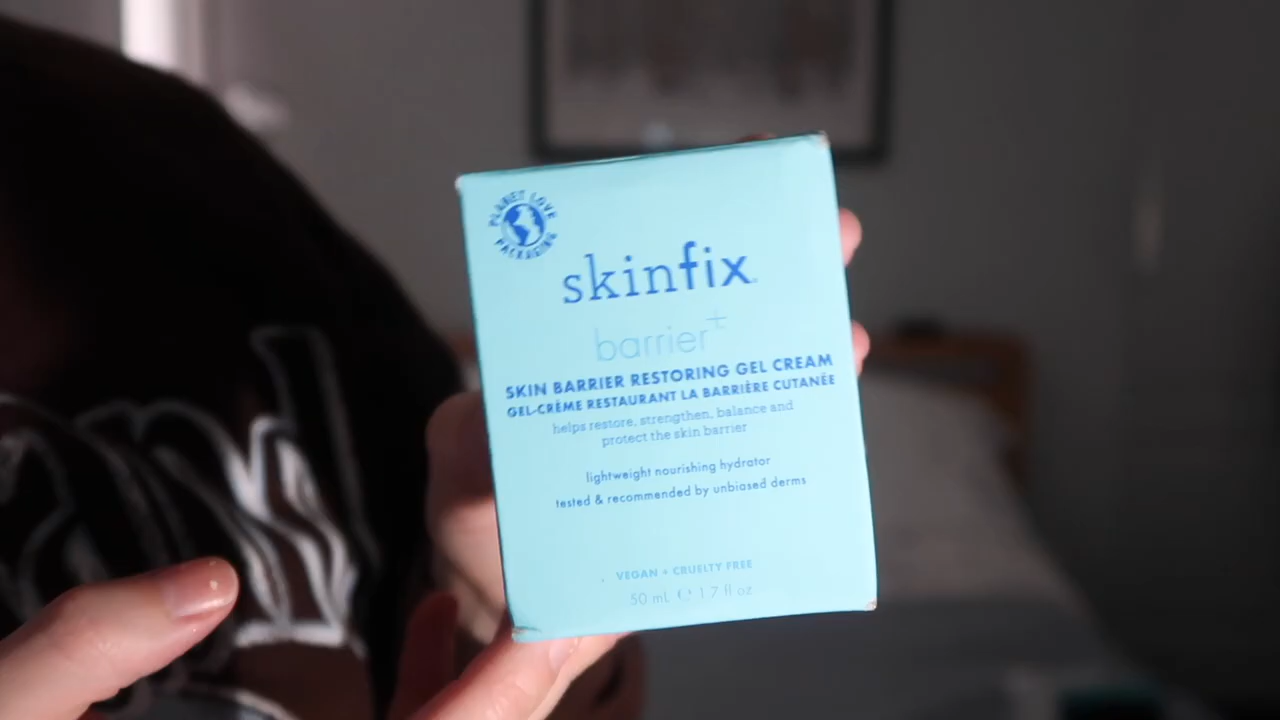 PLANET LOVE
PACKAGING
skinfix
barrier+
SKIN BARRIER RESTORING GEL CREAM
GEL-CRÈME RESTAURANT LA BARRIÈRE CUTANÉE
helps restore, strengthen, balance and
protect the skin barrier
lightweight nourishing hydrator
tested & recommended by unbiased derms
VEGAN + CRUELTY FREE
50 mL ℮ 1.7 fl oz